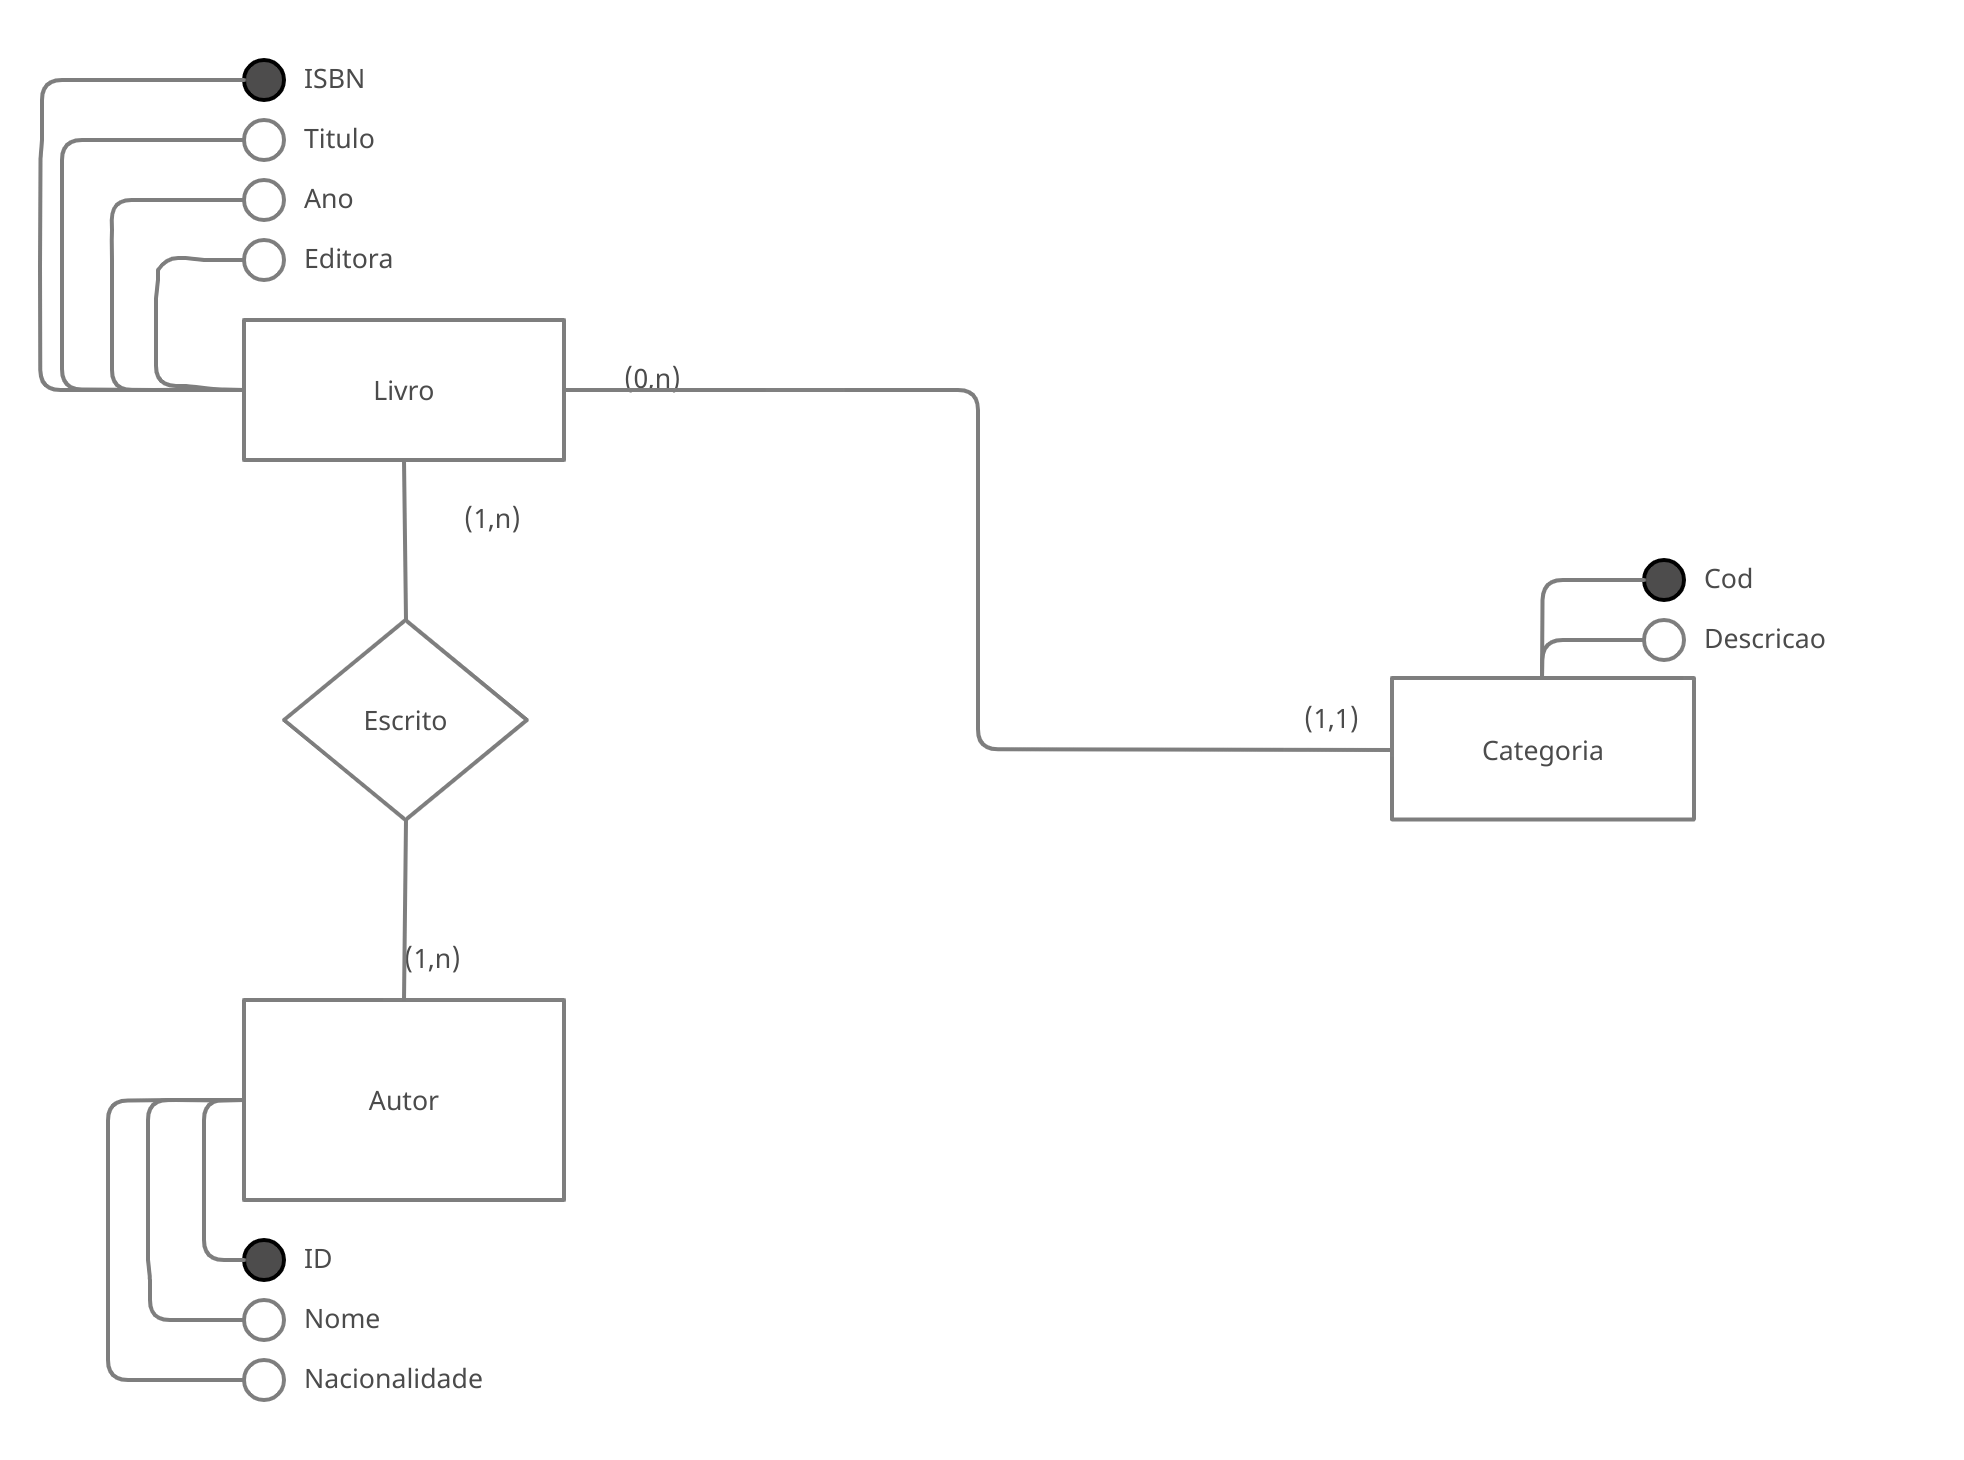 ISBN
Titulo
Ano
Editora
Livro
(0,n)
(1,n)
Escrito
(1,n)
Autor
ID
Nome
Nacionalidade
Cod
Descricao
(1,1)
Categoria